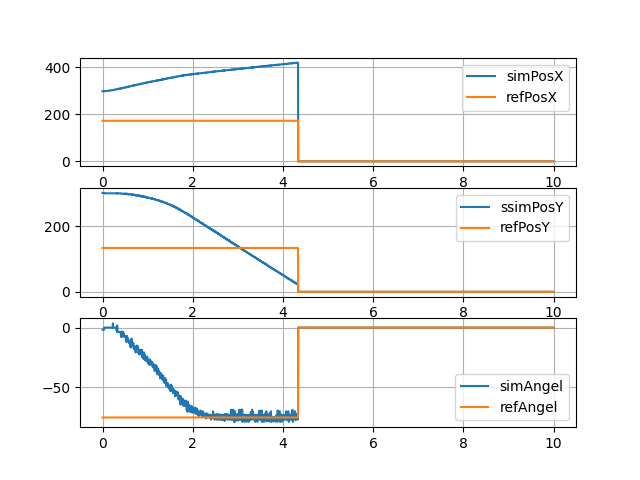 400
200
0
simPosX
refPosX
0 2 4 6 8 10
200
0
ssimPosY
refPosY
0 2 4 6 8 10
0
−50
simAngel
refAngel
0 2 4 6 8 10